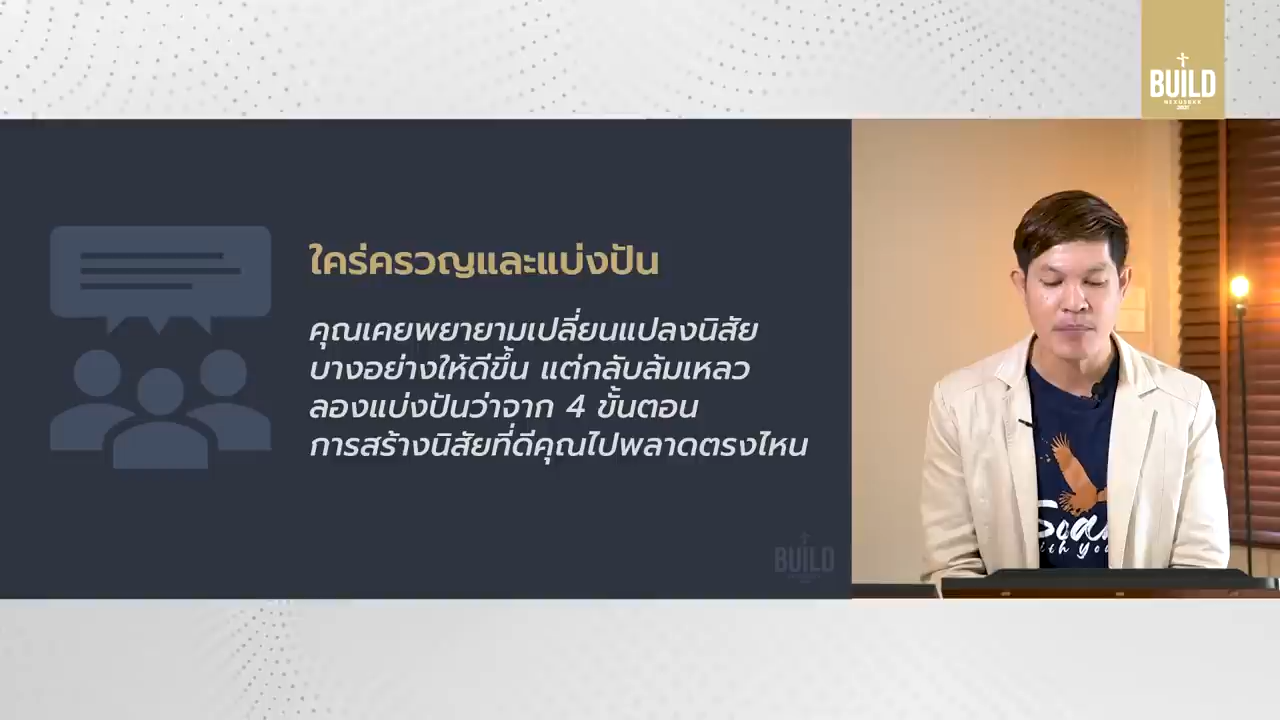 BUILD
NEXUSBKK
2021
ใคร่ครวญและแบ่งปัน
คุณเคยพยายามเปลี่ยนแปลงนิสัย
บางอย่างให้ดีขึ้น แต่กลับล้มเหลว
ลองแบ่งปันว่าจาก 4 ขั้นตอน
การสร้างนิสัยที่ดีคุณไปพลาดตรงไหน
BUILD